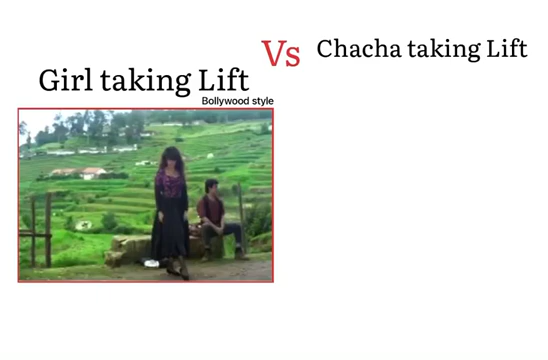 Girl taking Lift
Bollywood style
Vs
Chacha taking Lift